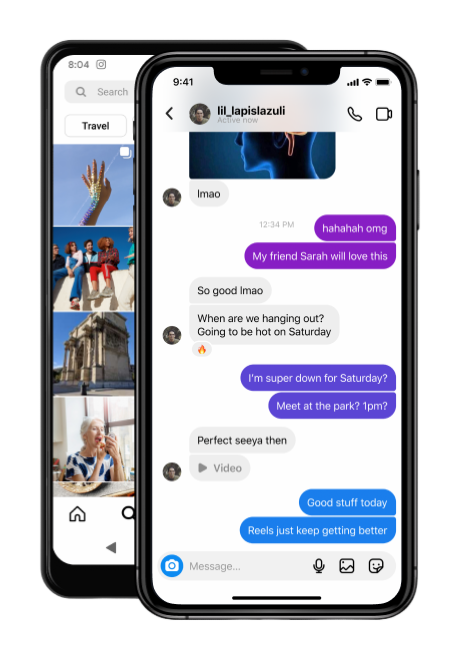 8:04
Search
Travel
9:41
lil_lapislazuli
Active now
lmao
12:34 PM
hahahah omg
My friend Sarah will love this
So good lmao
When are we hanging out?
Going to be hot on Saturday
I'm super down for Saturday?
Meet at the park? 1pm?
Perfect seeya then
Video
Good stuff today
Reels just keep getting better
Message...